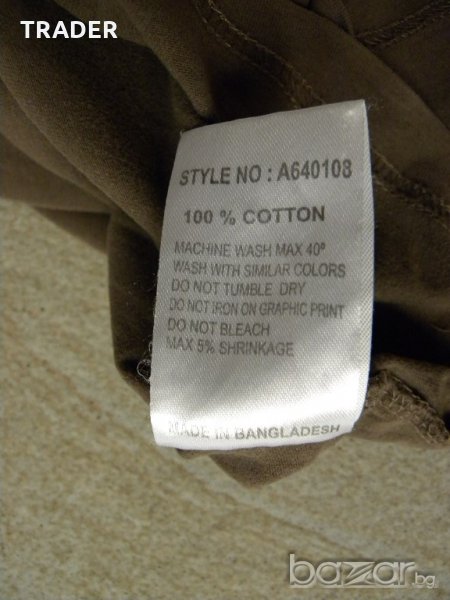 TRADER
STYLE NO : A640108
100 % COTTON
MACHINE WASH MAX 40º
WASH WITH SIMILAR COLORS
DO NOT TUMBLE DRY
DO NOT IRON ON GRAPHIC PRINT
DO NOT BLEACH
MAX 5% SHRINKAGE
MADE IN BANGLADESH
bazar.bg